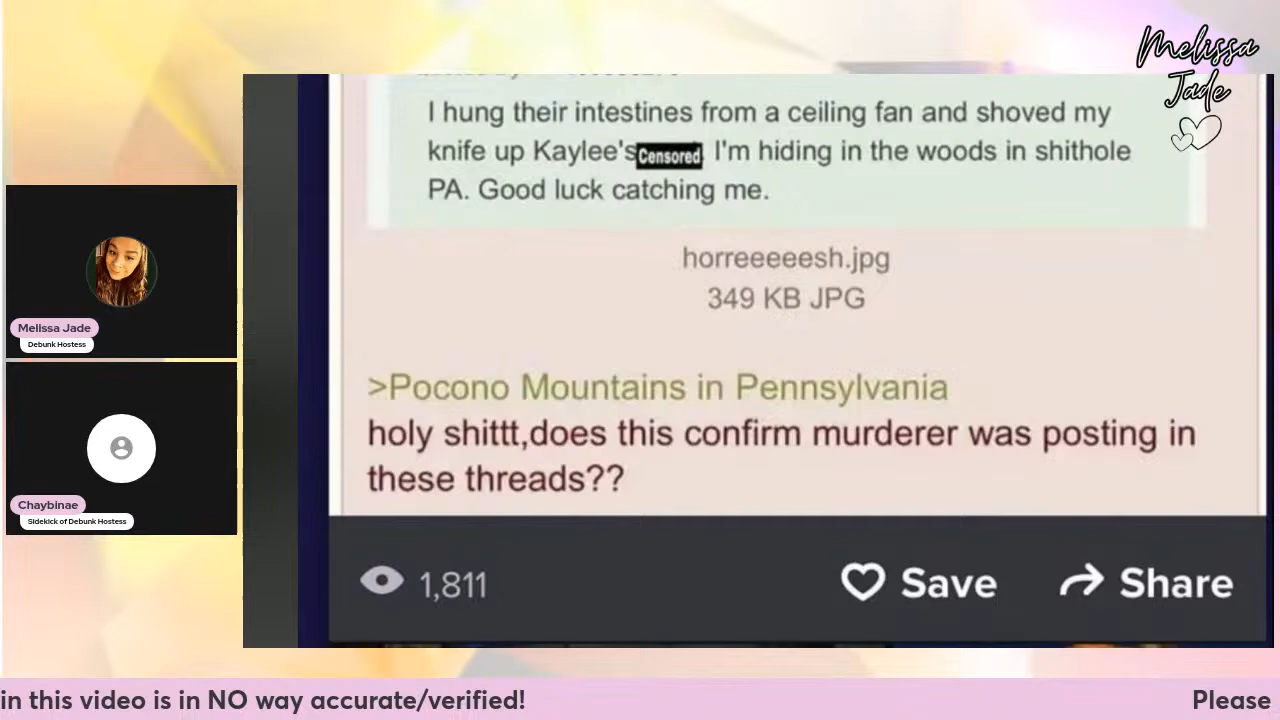 Melissa
Jade
I hung their intestines from a ceiling fan and shoved my
knife up Kaylee's Censored I'm hiding in the woods in shithole
PA. Good luck catching me.
horreeeeesh.jpg
349 KB JPG
>Pocono Mountains in Pennsylvania
holy shittt,does this confirm murderer was posting in
these threads??
1,811
Save
Share
Melissa Jade
Debunk Hostess
Chaybinae
Sidekick of Debunk Hostess
in this video is in NO way accurate/verified!
Please